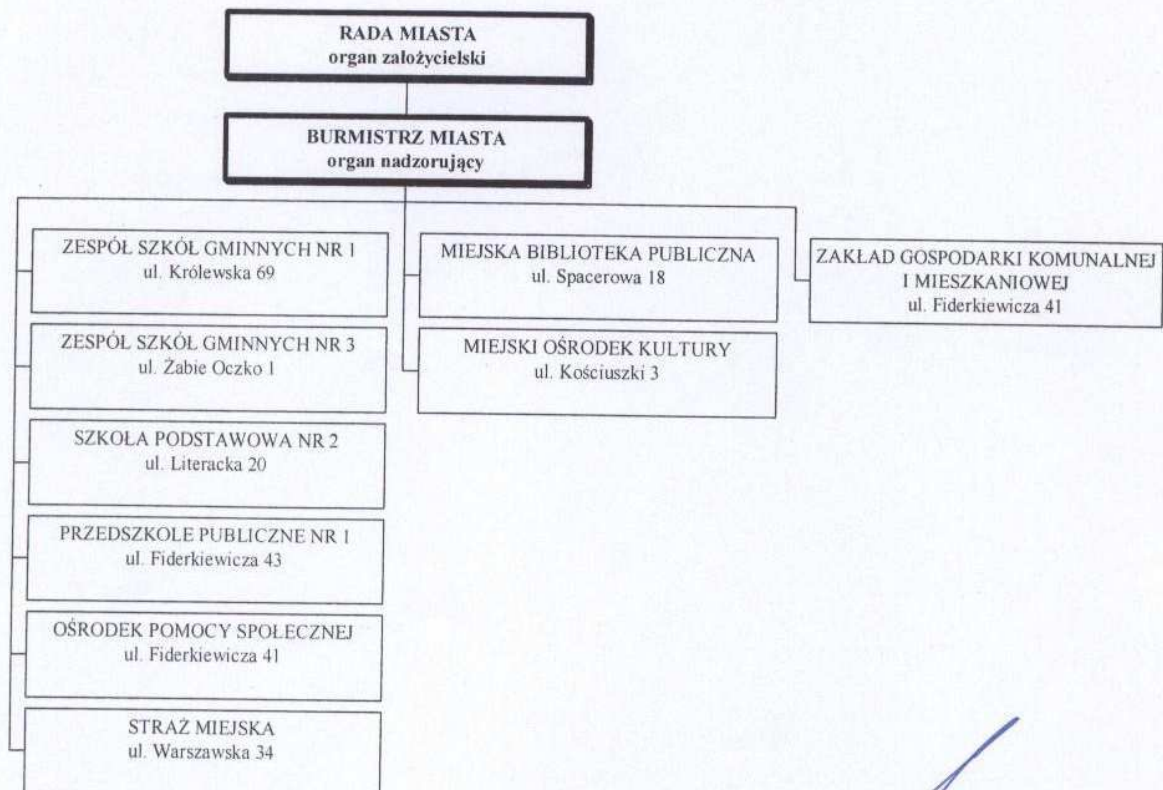 RADA MIASTA
organ założycielski
BURMISTRZ MIASTA
organ nadzorujący
ZESPÓŁ SZKÓŁ GMINNYCH NR 1
ul. Królewska 69
ZESPÓŁ SZKÓŁ GMINNYCH NR 3
ul. Żabie Oczko 1
SZKOŁA PODSTAWOWA NR 2
ul. Literacka 20
PRZEDSZKOLE PUBLICZNE NR 1
ul. Fiderkiewicza 43
OŚRODEK POMOCY SPOŁECZNEJ
ul. Fiderkiewicza 41
STRAŻ MIEJSKA
ul. Warszawska 34
MIEJSKA BIBLIOTEKA PUBLICZNA
ul. Spacerowa 18
MIEJSKI OŚRODEK KULTURY
ul. Kościuszki 3
ZAKŁAD GOSPODARKI KOMUNALNEJ
I MIESZKANIOWEJ
ul. Fiderkiewicza 41